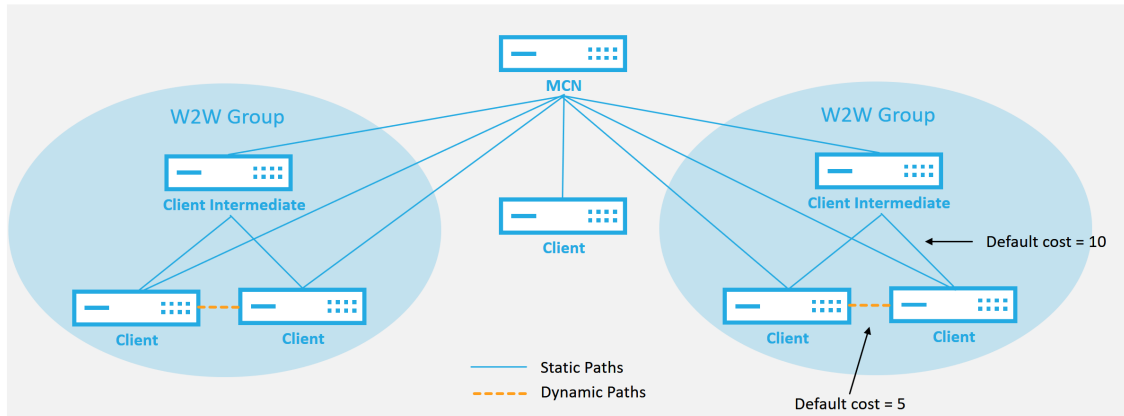 MCN
W2W Group
W2W Group
Client Intermediate
Client Intermediate
Client
Default cost = 10
Client
Client
Client
Client
Static Paths
Dynamic Paths
Default cost = 5